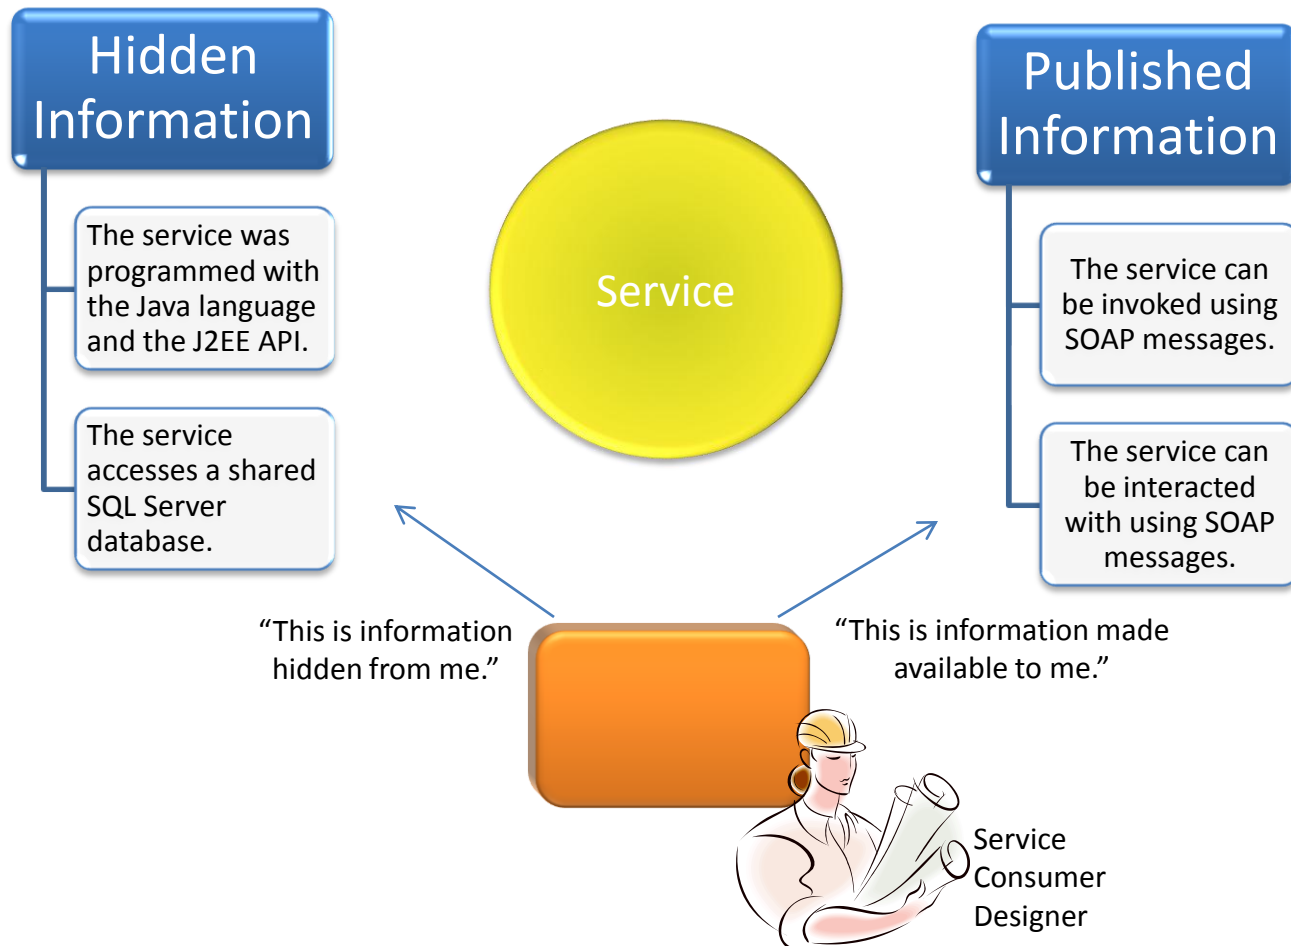 Hidden
Information
The service was
programmed with
the Java language
and the J2EE API.
The service
accesses a shared
SQL Server
database.
Service
Published
Information
The service can
be invoked using
SOAP messages.
The service can
be interacted
with using SOAP
messages.
“This is information
hidden from me.”
“This is information made
available to me.”
Service
Consumer
Designer